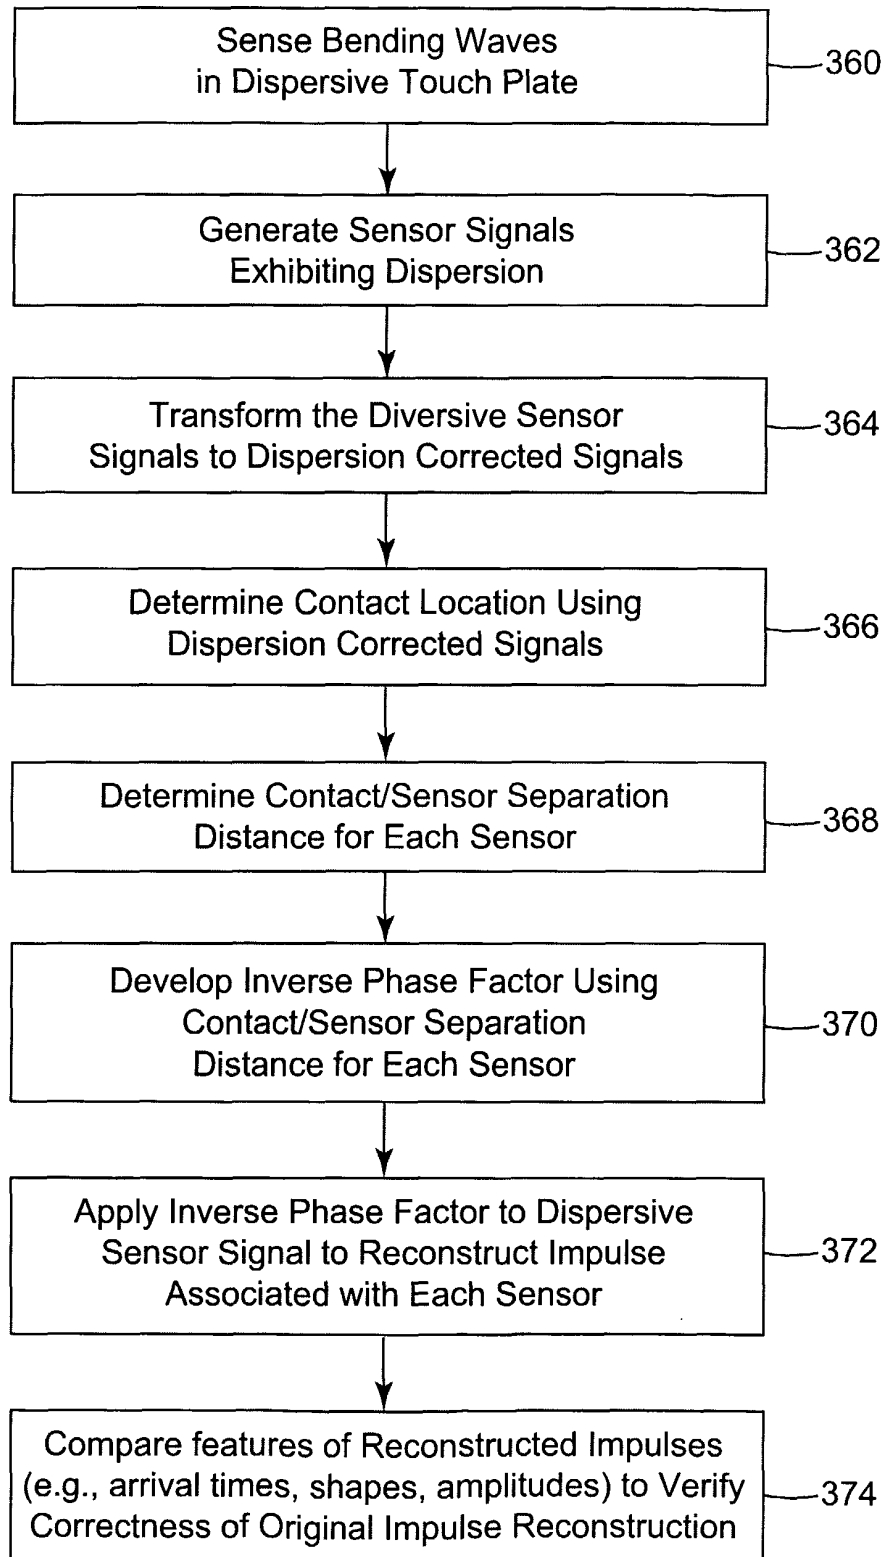 Sense Bending Waves
in Dispersive Touch Plate
360
Generate Sensor Signals
Exhibiting Dispersion
362
Transform the Diversive Sensor
Signals to Dispersion Corrected Signals
364
Determine Contact Location Using
Dispersion Corrected Signals
366
Determine Contact/Sensor Separation
Distance for Each Sensor
368
Develop Inverse Phase Factor Using
Contact/Sensor Separation
Distance for Each Sensor
370
Apply Inverse Phase Factor to Dispersive
Sensor Signal to Reconstruct Impulse
Associated with Each Sensor
372
Compare features of Reconstructed Impulses
(e.g., arrival times, shapes, amplitudes) to Verify
Correctness of Original Impulse Reconstruction
374